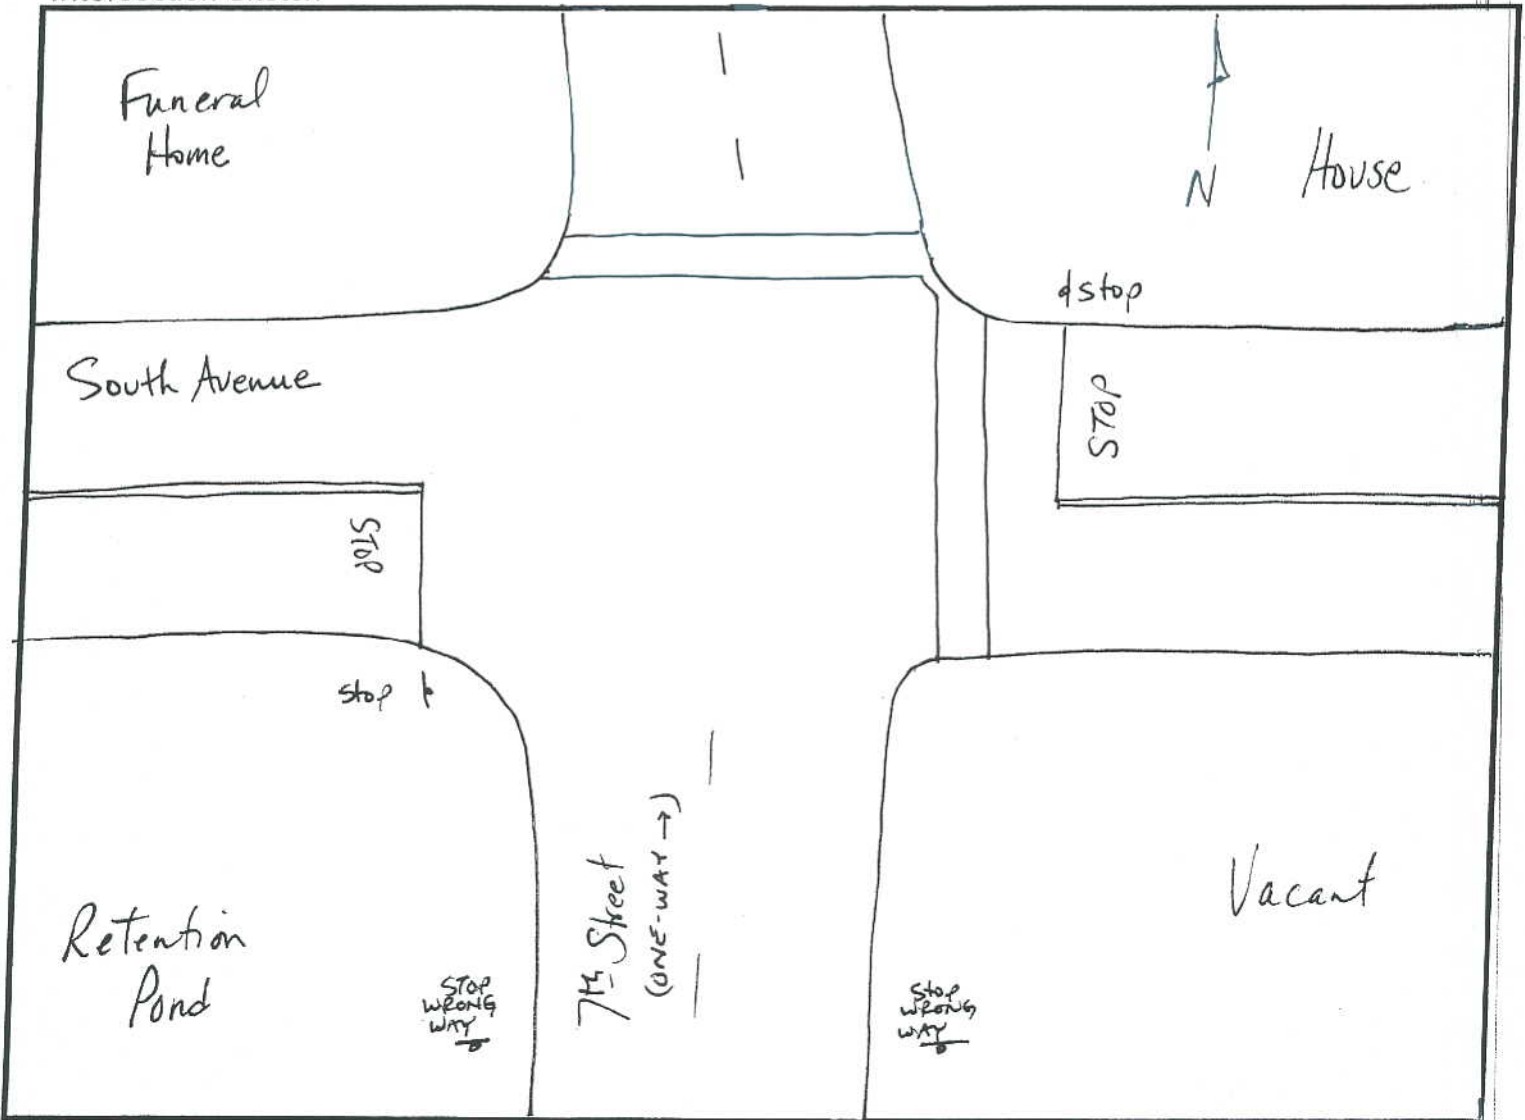 Funeral
Home
N
House
stop
South Avenue
STOP
STOP
stop
7th Street
(ONE-WAY →)
Vacant
Retention
Pond
STOP
WRONG
WAY
Stop
WRONG
WAY